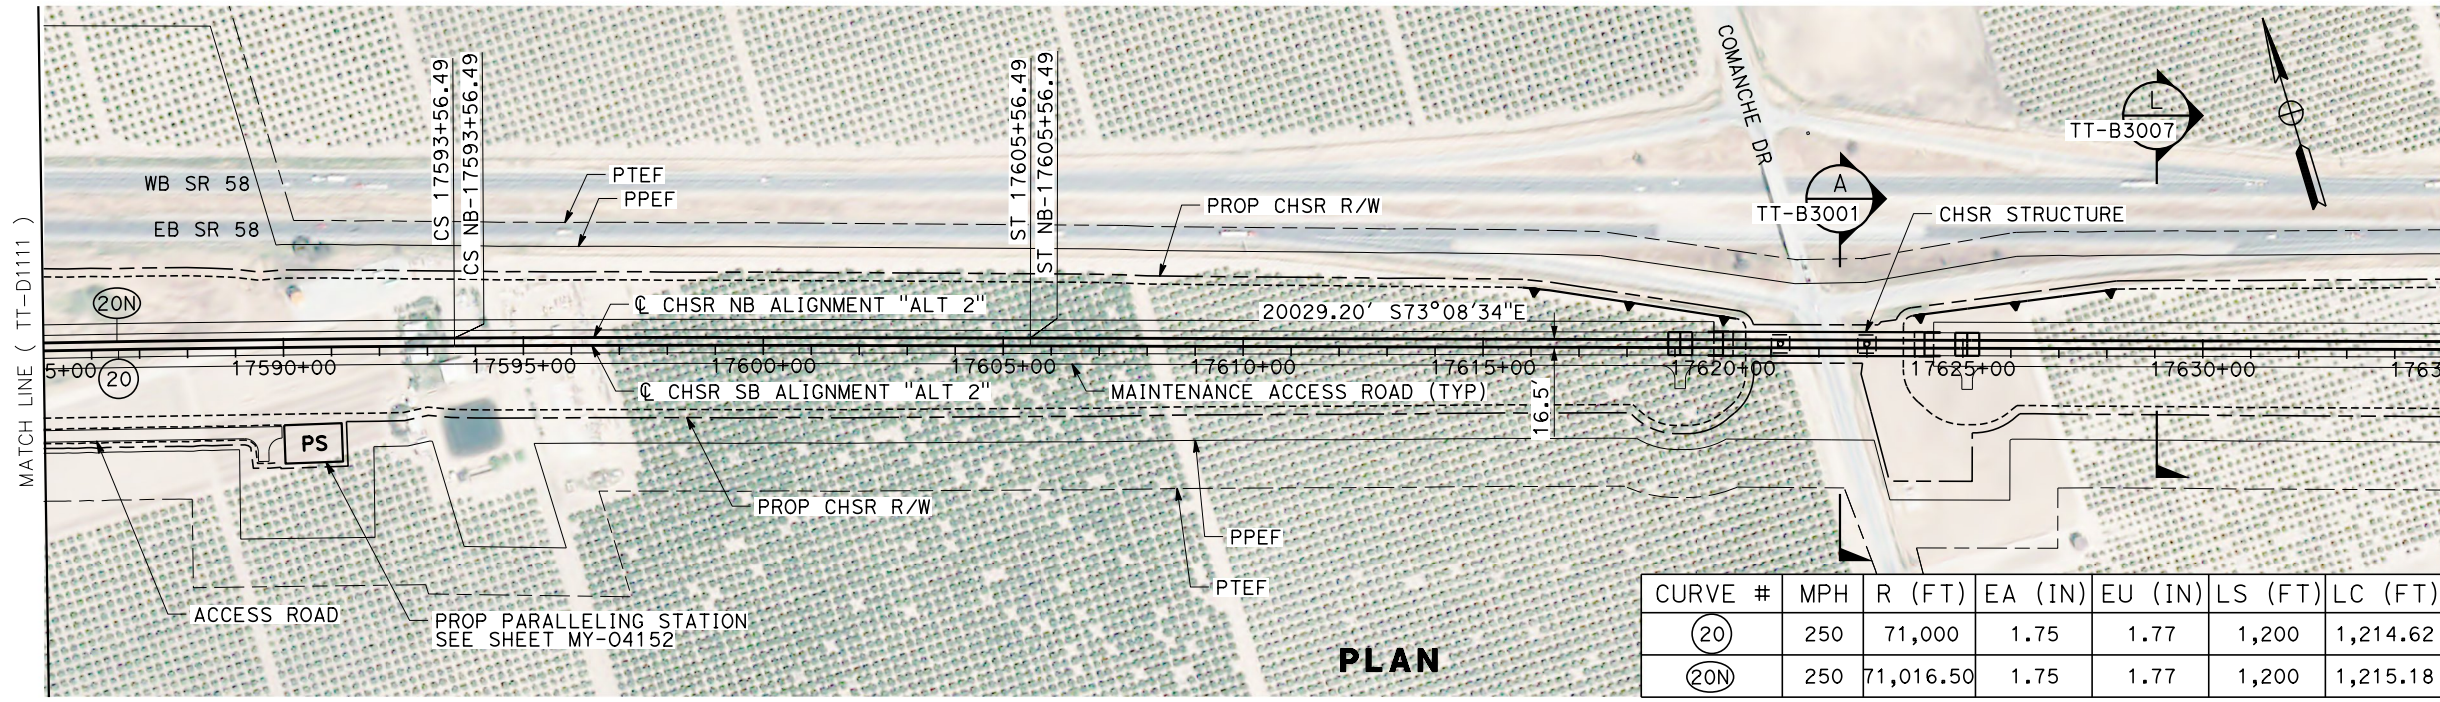 MATCH LINE ( TT-D1111 )
WB SR 58
EB SR 58
CS 17593+56.49
CS NB-17593+56.49
PTEF
PPEF
ST 17605+56.49
ST NB-17605+56.49
PROP CHSR R/W
COMANCHE DR
A
TT-B3001
L
TT-B3007
CHSR STRUCTURE
20N
20
℄ CHSR NB ALIGNMENT "ALT 2"
20029.20' S73°08'34"E
5+00
17590+00
17595+00
17600+00
17605+00
17610+00
17615+00
17620+00
17625+00
17630+00
1763
℄ CHSR SB ALIGNMENT "ALT 2"
MAINTENANCE ACCESS ROAD (TYP)
16.5'
PS
PROP CHSR R/W
PPEF
PTEF
ACCESS ROAD
PROP PARALLELING STATION
SEE SHEET MY-04152
PLAN
CURVE # MPH R (FT) EA (IN) EU (IN) LS (FT) LC (FT)
20 250 71,000 1.75 1.77 1,200 1,214.62
20N 250 71,016.50 1.75 1.77 1,200 1,215.18